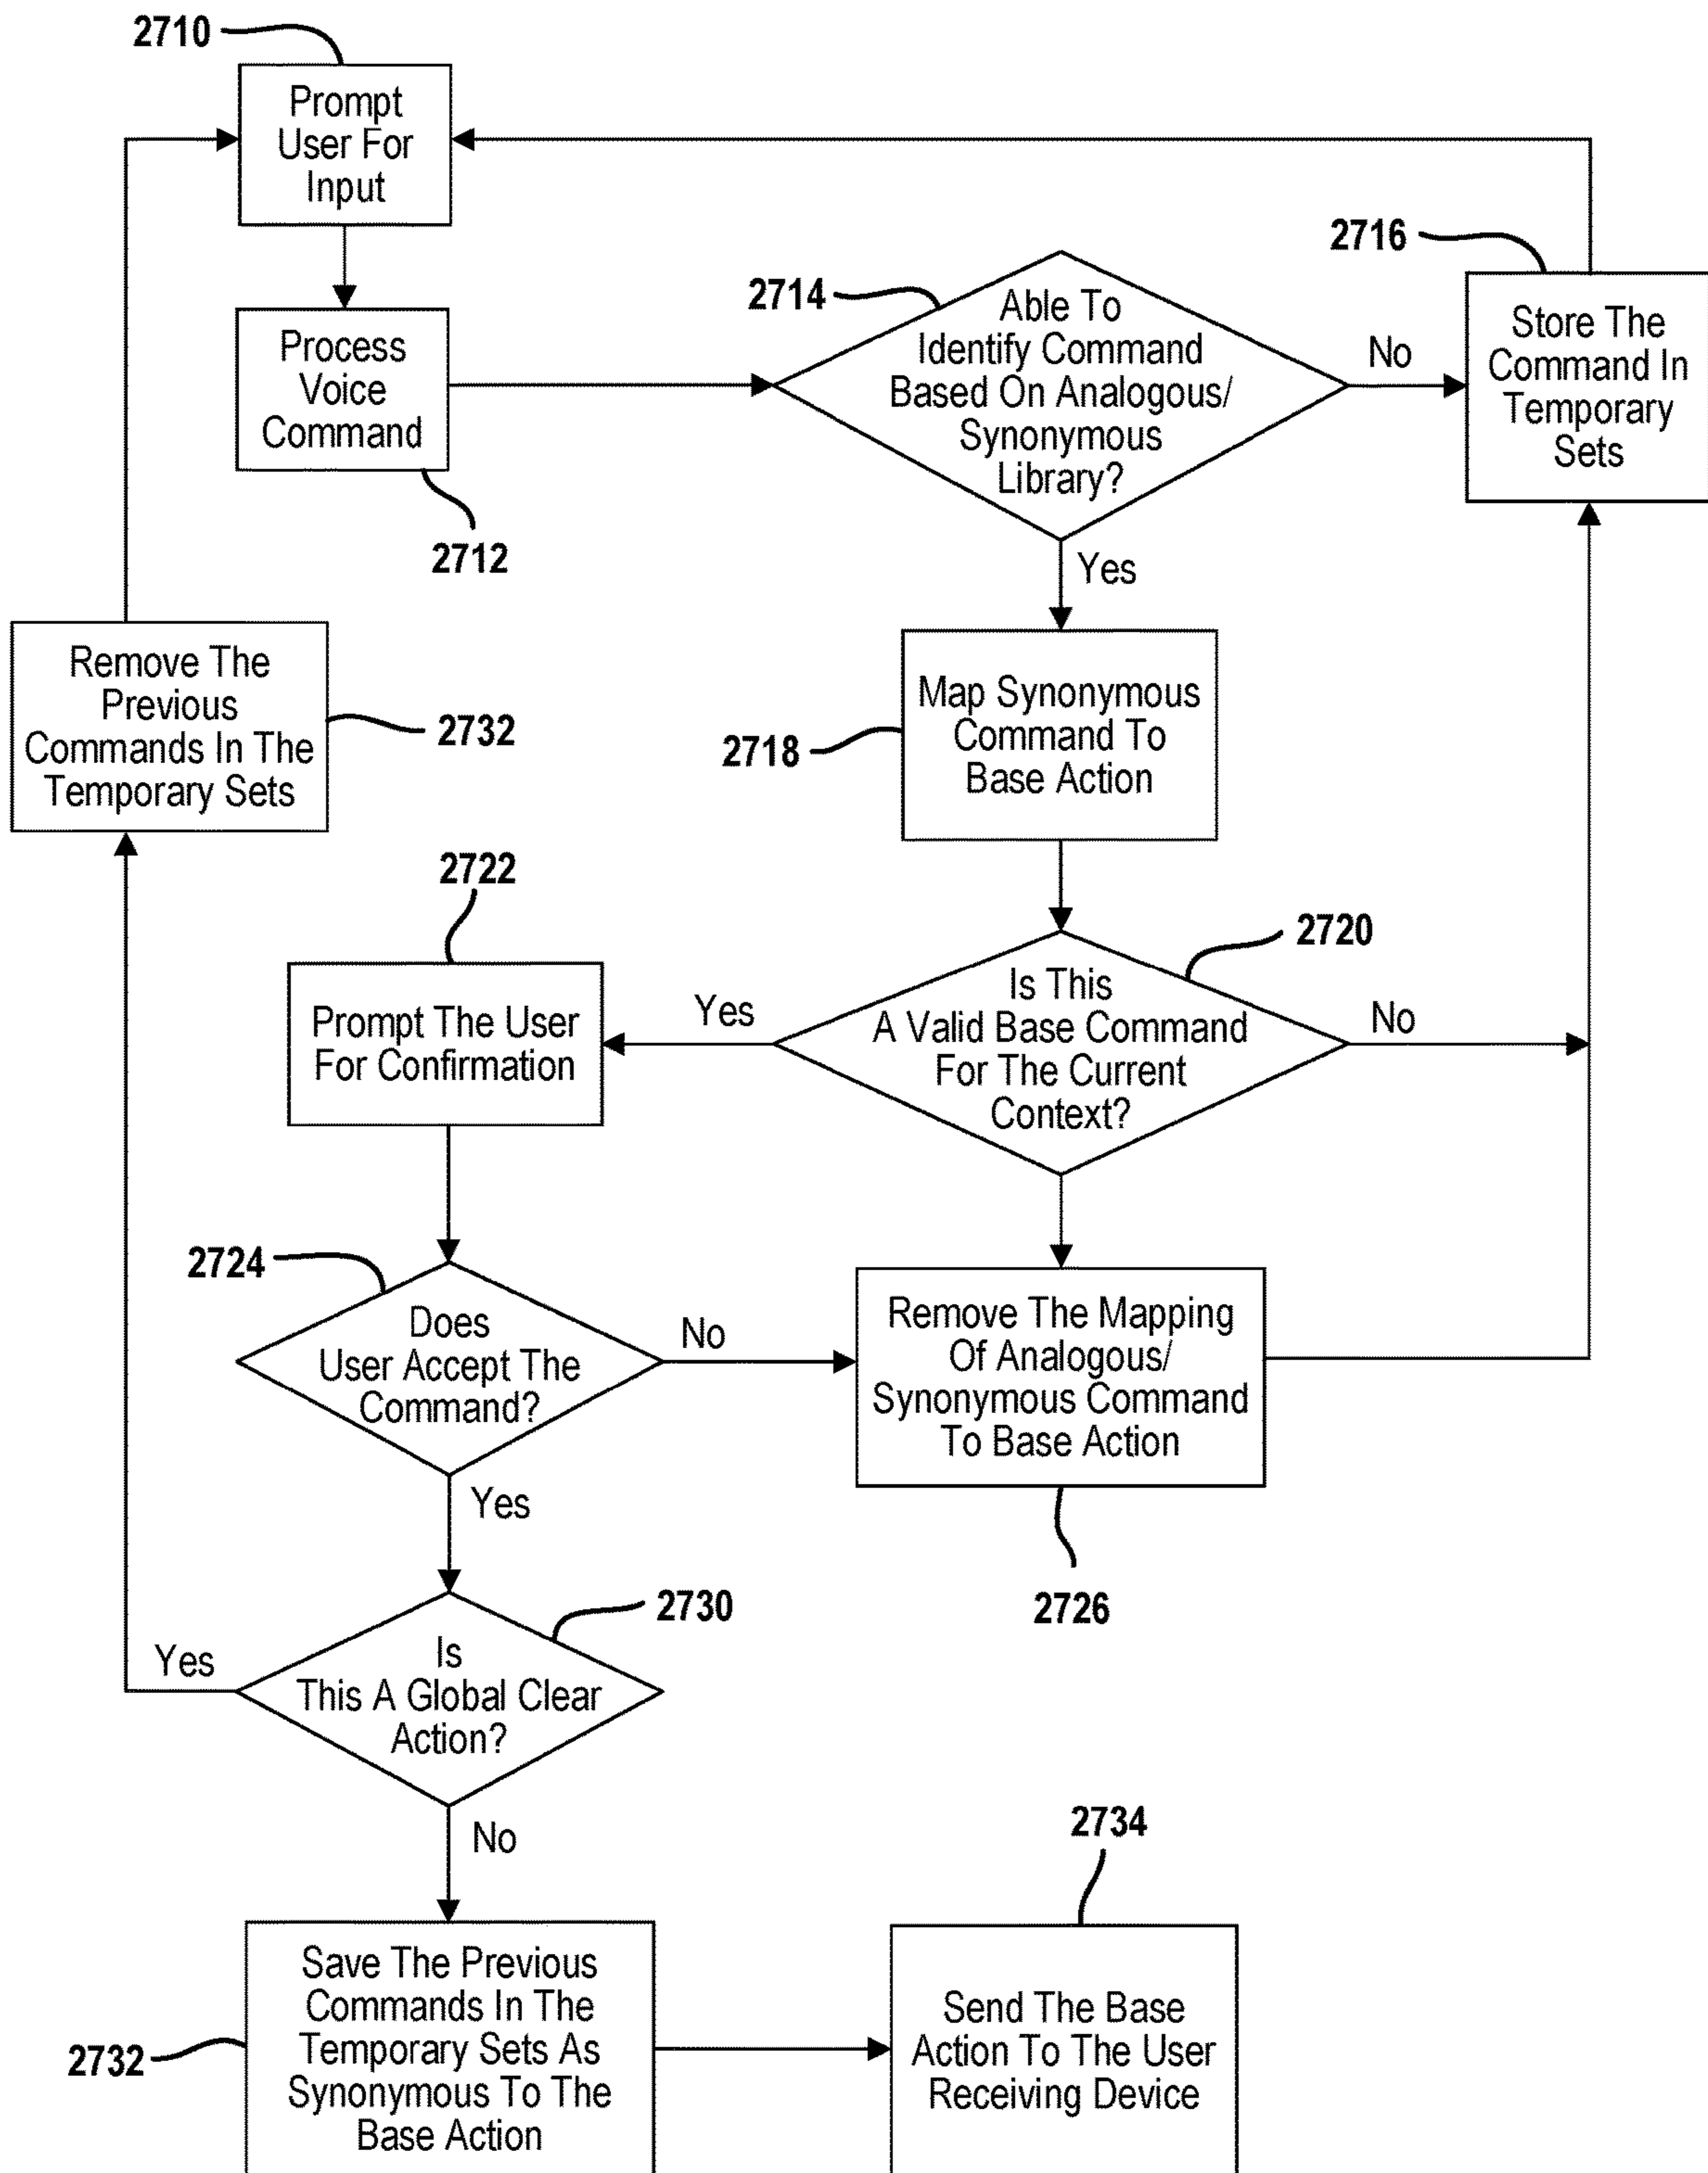 2710
Prompt
User For
Input
2716
2714
Able To
Identify Command
Based On Analogous/
Synonymous
Library?
No
Store The
Command In
Temporary
Sets
Process
Voice
Command
2712
Yes
Remove The
Previous
Commands In The
Temporary Sets
2732
2718
Map Synonymous
Command To
Base Action
2722
2720
Prompt The User
For Confirmation
Yes
Is This
A Valid Base Command
For The Current
Context?
No
2724
Does
User Accept The
Command?
No
Remove The Mapping
Of Analogous/
Synonymous Command
To Base Action
Yes
2726
2730
Yes
Is
This A Global Clear
Action?
No
2734
2732
Save The Previous
Commands In The
Temporary Sets As
Synonymous To The
Base Action
Send The Base
Action To The User
Receiving Device